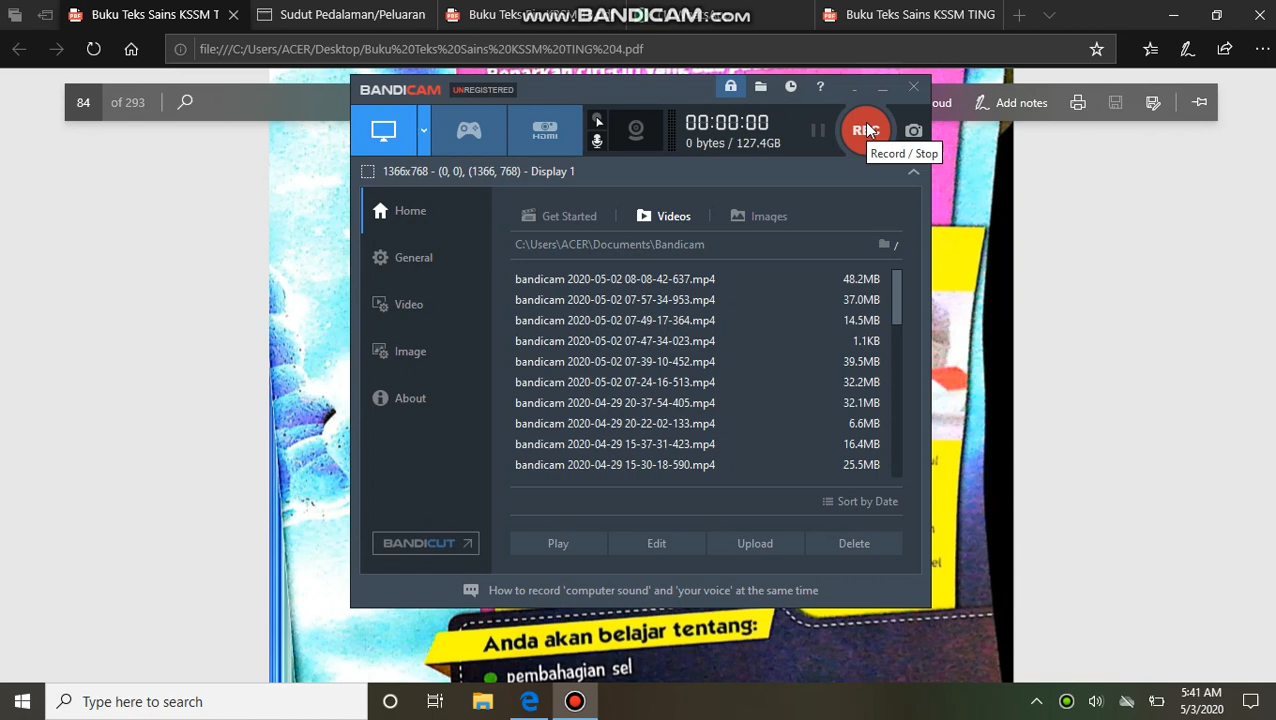 Buku Teks Sains KSSM T
Sudut Pedalaman/Peluaran
Buku Teks Sains KSSM TIN
www.BANDICAM.com
Buku Teks Sains KSSM TING
file:///C:/Users/ACER/Desktop/Buku%20Teks%20Sains%20KSSM%20TING%204.pdf
84 of 293
oud
Add notes
BANDICAM UNREGISTERED
HDMI
00:00:00
0 bytes / 127.4GB
REC
Record / Stop
1366x768 - (0, 0), (1366, 768) - Display 1
Home
General
Video
Image
About
Get Started
Videos
Images
C:\Users\ACER\Documents\Bandicam
/
bandicam 2020-05-02 08-08-42-637.mp4 48.2MB
bandicam 2020-05-02 07-57-34-953.mp4 37.0MB
bandicam 2020-05-02 07-49-17-364.mp4 14.5MB
bandicam 2020-05-02 07-47-34-023.mp4 1.1KB
bandicam 2020-05-02 07-39-10-452.mp4 39.5MB
bandicam 2020-05-02 07-24-16-513.mp4 32.2MB
bandicam 2020-04-29 20-37-54-405.mp4 32.1MB
bandicam 2020-04-29 20-22-02-133.mp4 6.6MB
bandicam 2020-04-29 15-37-31-423.mp4 16.4MB
bandicam 2020-04-29 15-30-18-590.mp4 25.5MB
Sort by Date
BANDICUT
Play
Edit
Upload
Delete
How to record 'computer sound' and 'your voice' at the same time
Anda akan belajar tentang:
pembahagian sel
Type here to search
5:41 AM
5/3/2020